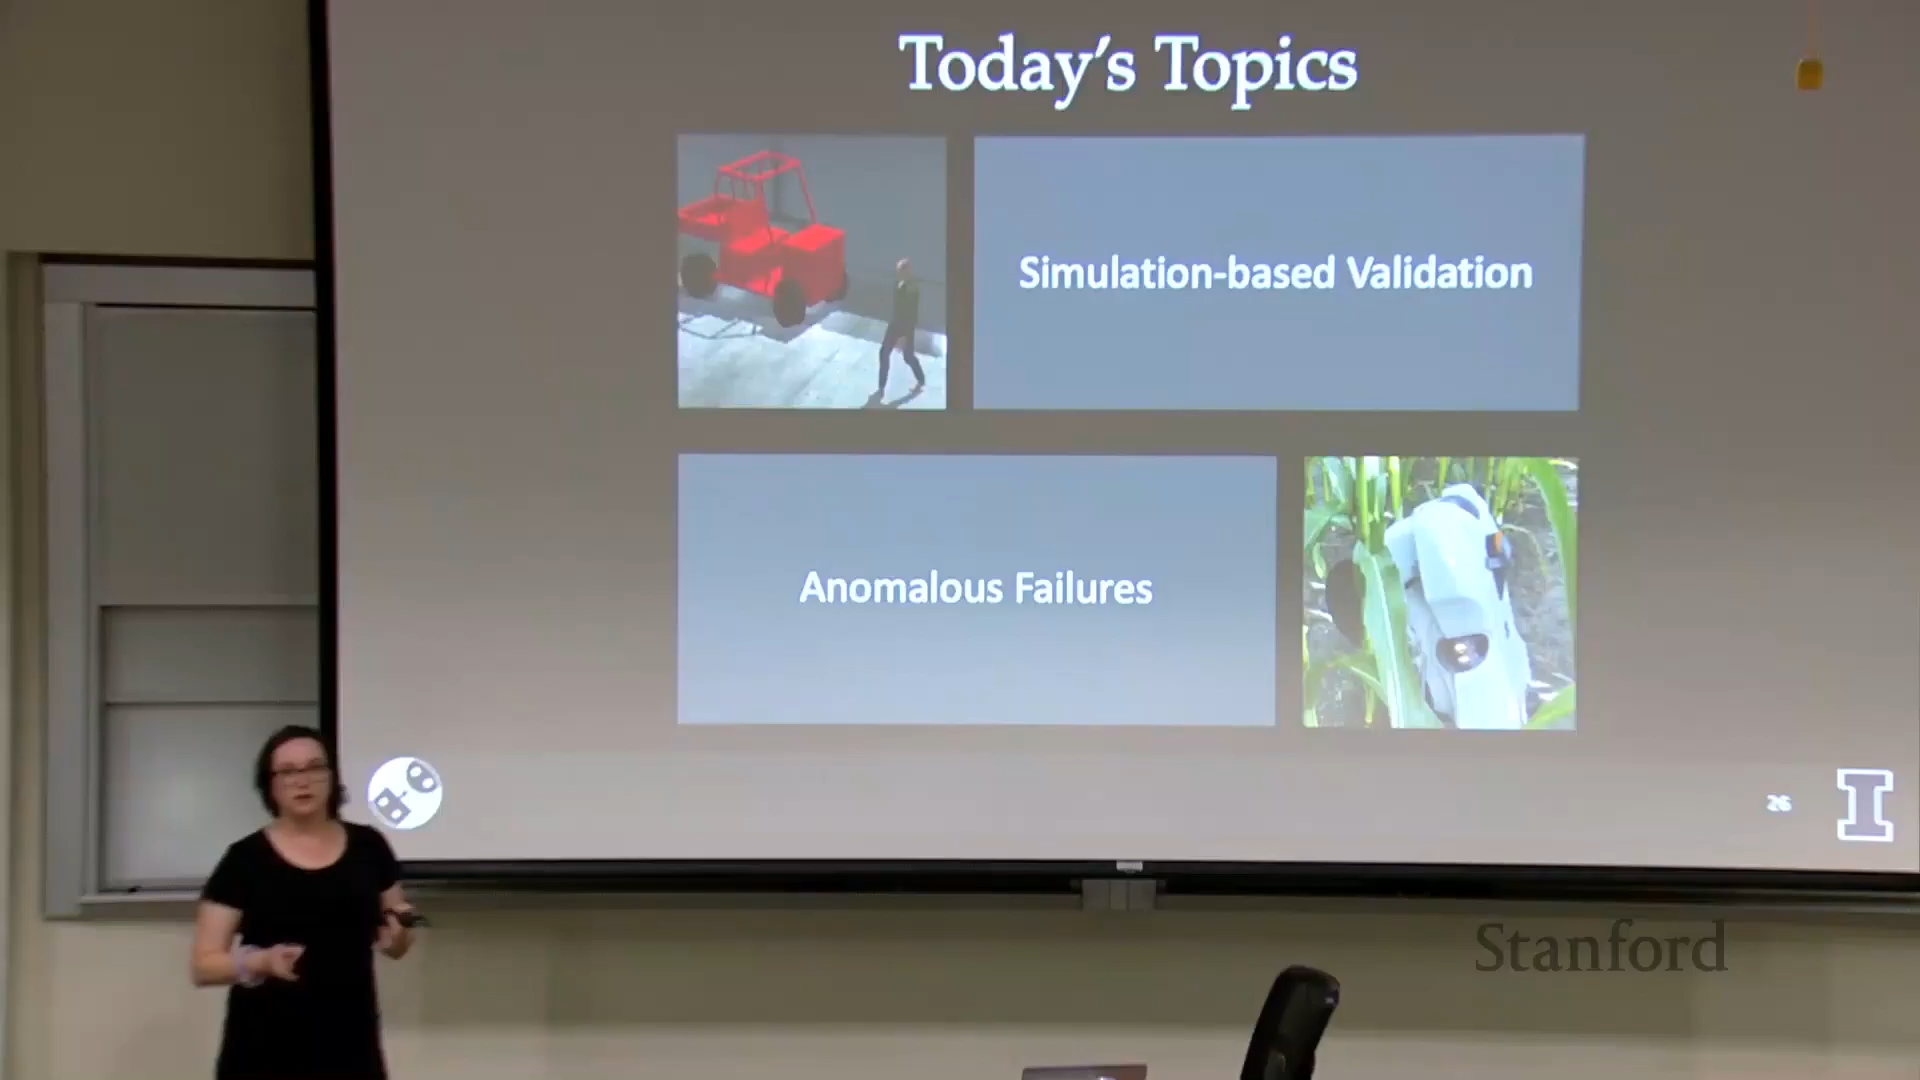 Today's Topics
Simulation-based Validation
Anomalous Failures
26
I
Stanford